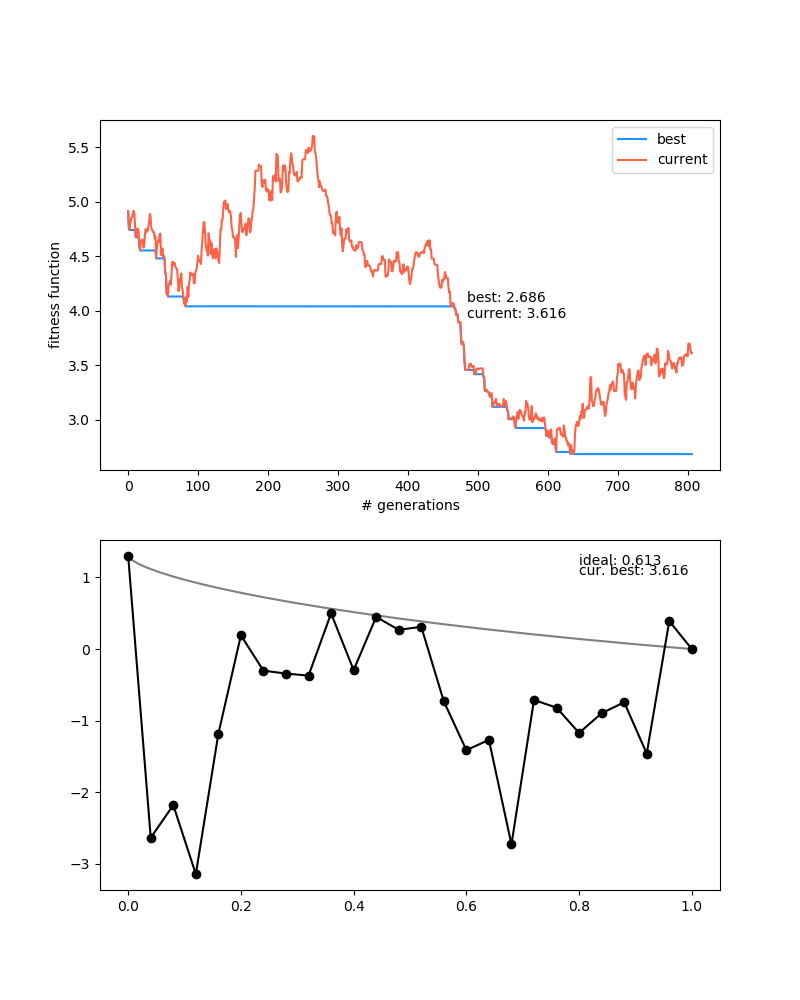 best
current
5.5
5.0
4.5
4.0
3.5
3.0
fitness function
best: 2.686
current: 3.616
0 100 200 300 400 500 600 700 800
# generations
ideal: 0.613
cur. best: 3.616
1
0
−1
−2
−3
0.0 0.2 0.4 0.6 0.8 1.0